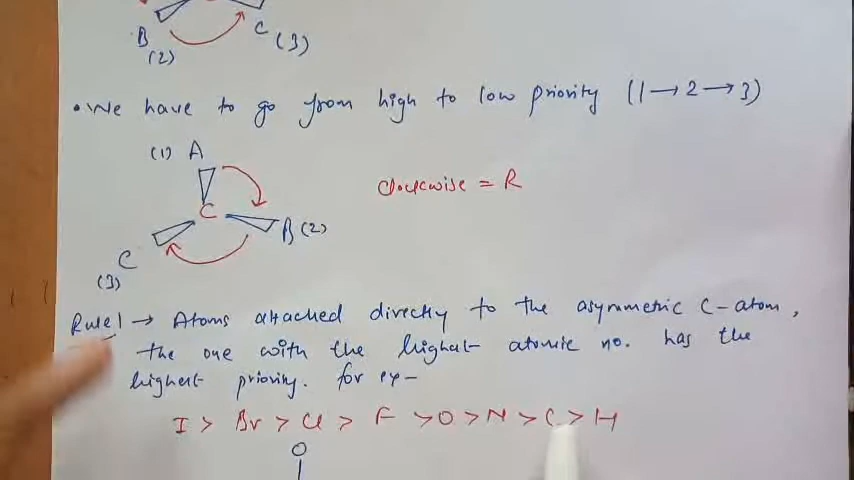 B
C (3)
(2)
• We have to go from high to low priority (1 → 2 → 3)
(1) A
Clockwise = R
C
B (2)
C
(3)
Rule 1 → Atoms attached directly to the asymmetric C-atom,
the one with the highest atomic no. has the
highest priority. for ex-
I > Br > Cl > F > O > N > C > H
O